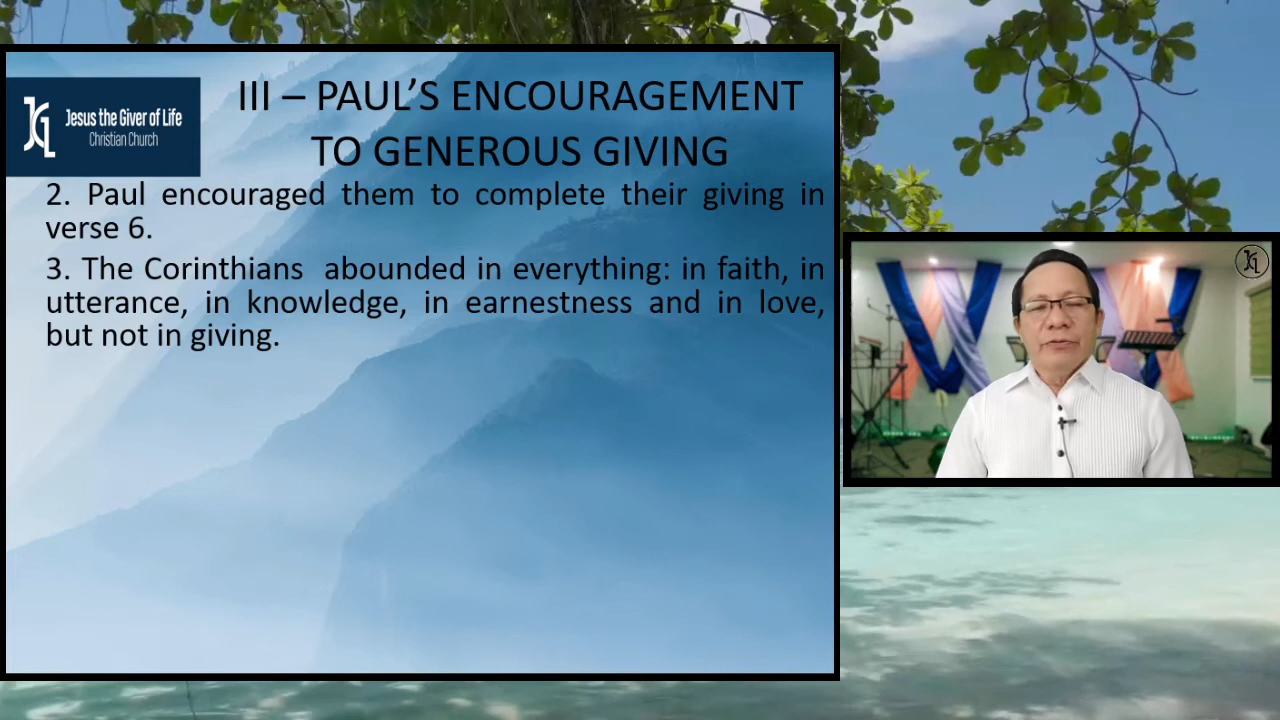 Jesus the Giver of Life
Christian Church
III – PAUL'S ENCOURAGEMENT
TO GENEROUS GIVING
2. Paul encouraged them to complete their giving in
verse 6.
3. The Corinthians abounded in everything: in faith, in
utterance, in knowledge, in earnestness and in love,
but not in giving.